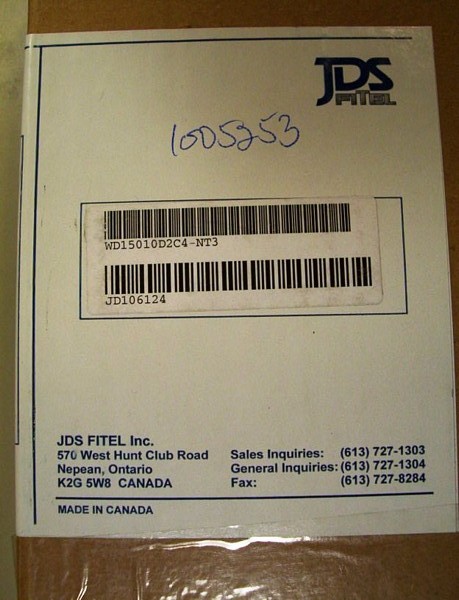 JDS
FITEL
1005253
WD15010D2C4-NT3
JD106124
JDS FITEL Inc.
570 West Hunt Club Road
Nepean, Ontario
K2G 5W8 CANADA
Sales Inquiries: (613) 727-1303
General Inquiries: (613) 727-1304
Fax: (613) 727-8284
MADE IN CANADA